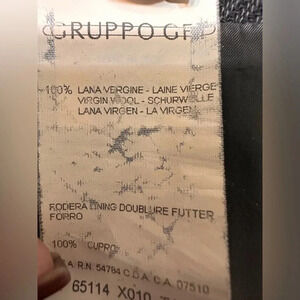 GRUPPO GFT
100% LANA VERGINE - LAINE VIERGE
VIRGIN WOOL - SCHURWOLLE
LANA VIRGEN - LA VIRGEM
FODERA LINING DOUBLURE FUTTER
FORRO
100% CUPRO
R.N. 54784 C.A. 07510
65114 X010